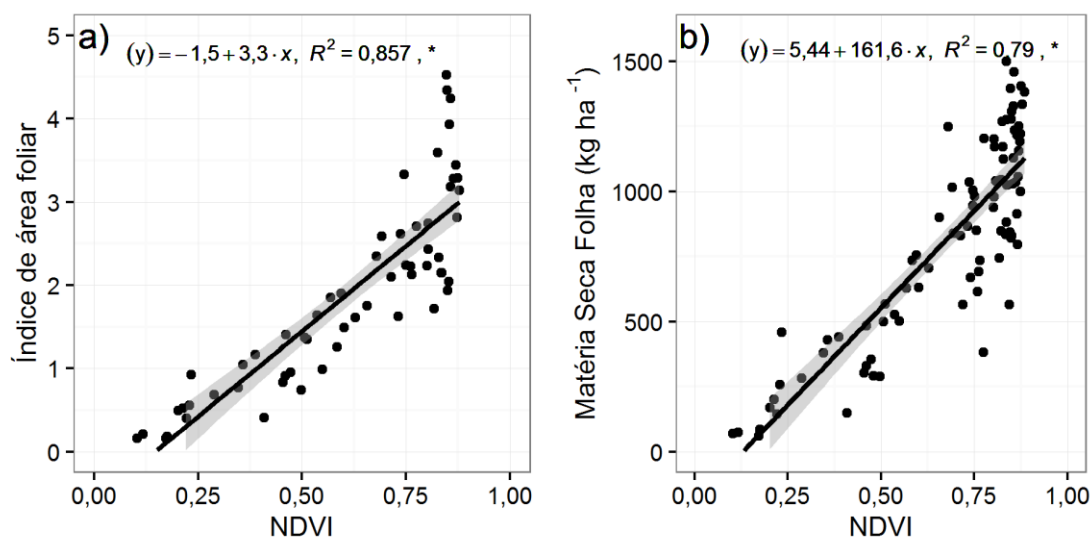 a)
(y) = −1,5 + 3,3 · x, R² = 0,857 , *
Índice de área foliar
5
4
3
2
1
0
0,00 0,25 0,50 0,75 1,00
NDVI
b)
(y) = 5,44 + 161,6 · x, R² = 0,79 , *
Matéria Seca Folha (kg ha ⁻¹)
1500
1000
500
0
0,00 0,25 0,50 0,75 1,00
NDVI